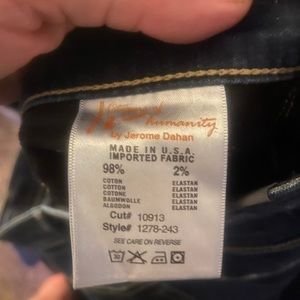 humanity
by Jerome Dahan
MADE IN U.S.A.
IMPORTED FABRIC
98% 2%
COTTON ELASTAN
COTTON ELASTAN
COTONE ELASTAN
BAUMWOLLE ELASTAN
ALGODON ELASTAN
Cut# 10913
Style# 1278-243
SEE CARE ON REVERSE